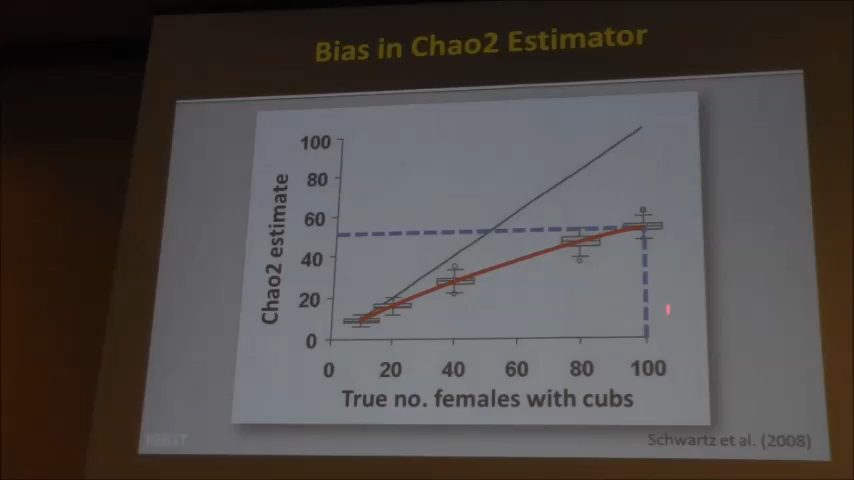 Bias in Chao2 Estimator
100
80
60
40
20
0
Chao2 estimate
0 20 40 60 80 100
True no. females with cubs
Schwartz et al. (2008)